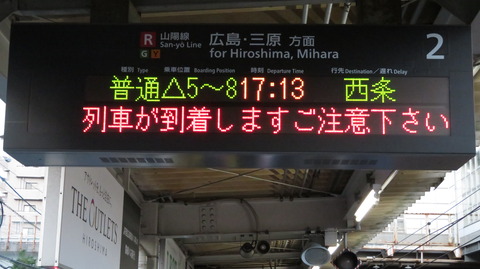 R 山陽線 広島・三原 方面 2
G Y San-yō Line for Hiroshima, Mihara
種別 Type 乗車位置 Boarding Position 時刻 Departure Time 行先 Destination / 遅れ Delay
普通 △5〜8 17:13 西条
列車が到着しますご注意下さい
THE OUTLETS
HIROSHIMA